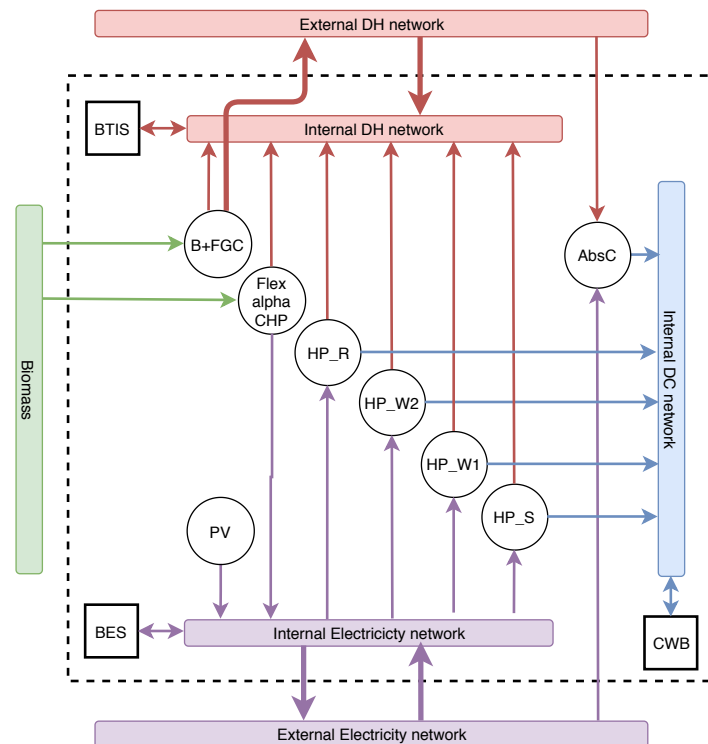 External DH network
BTIS
Internal DH network
B+FGC
AbsC
Flex
alpha
CHP
HP_R
Internal DC network
Biomass
HP_W2
HP_W1
HP_S
PV
BES
Internal Electricicty network
CWB
External Electricity network